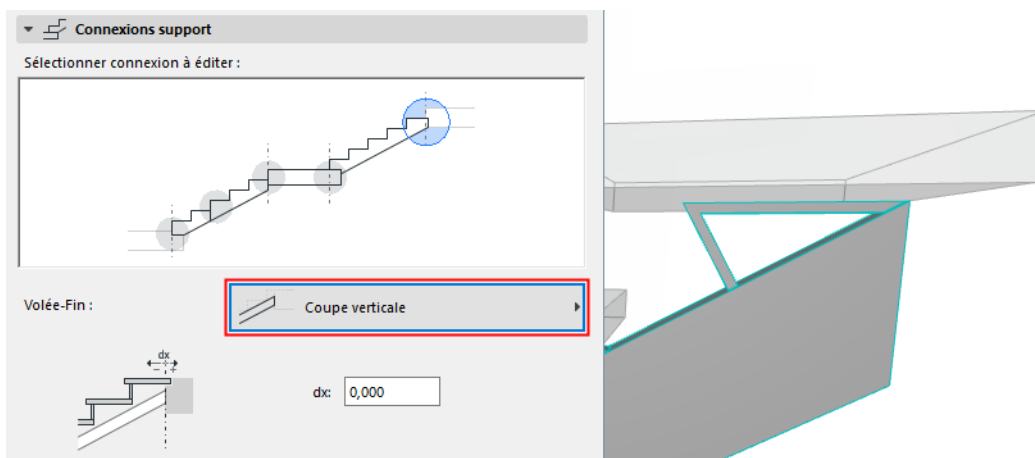 Connexions support
Sélectionner connexion à éditer :
Volée-Fin :
Coupe verticale
dx
- +
dx:
0,000